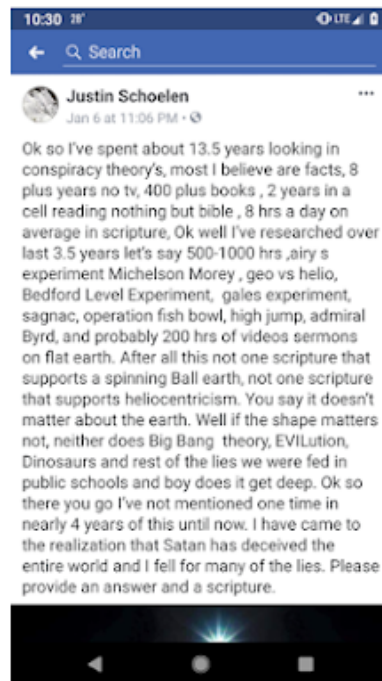 10:30 28°
LTE
Search
Justin Schoelen
Jan 6 at 11:06 PM •
Ok so I've spent about 13.5 years looking in
conspiracy theory's, most I believe are facts, 8
plus years no tv, 400 plus books , 2 years in a
cell reading nothing but bible , 8 hrs a day on
average in scripture, Ok well I've researched over
last 3.5 years let's say 500-1000 hrs ,airy s
experiment Michelson Morey , geo vs helio,
Bedford Level Experiment, gales experiment,
sagnac, operation fish bowl, high jump, admiral
Byrd, and probably 200 hrs of videos sermons
on flat earth. After all this not one scripture that
supports a spinning Ball earth, not one scripture
that supports heliocentricism. You say it doesn't
matter about the earth. Well if the shape matters
not, neither does Big Bang theory, EVILution,
Dinosaurs and rest of the lies we were fed in
public schools and boy does it get deep. Ok so
there you go I've not mentioned one time in
nearly 4 years of this until now. I have came to
the realization that Satan has deceived the
entire world and I fell for many of the lies. Please
provide an answer and a scripture.